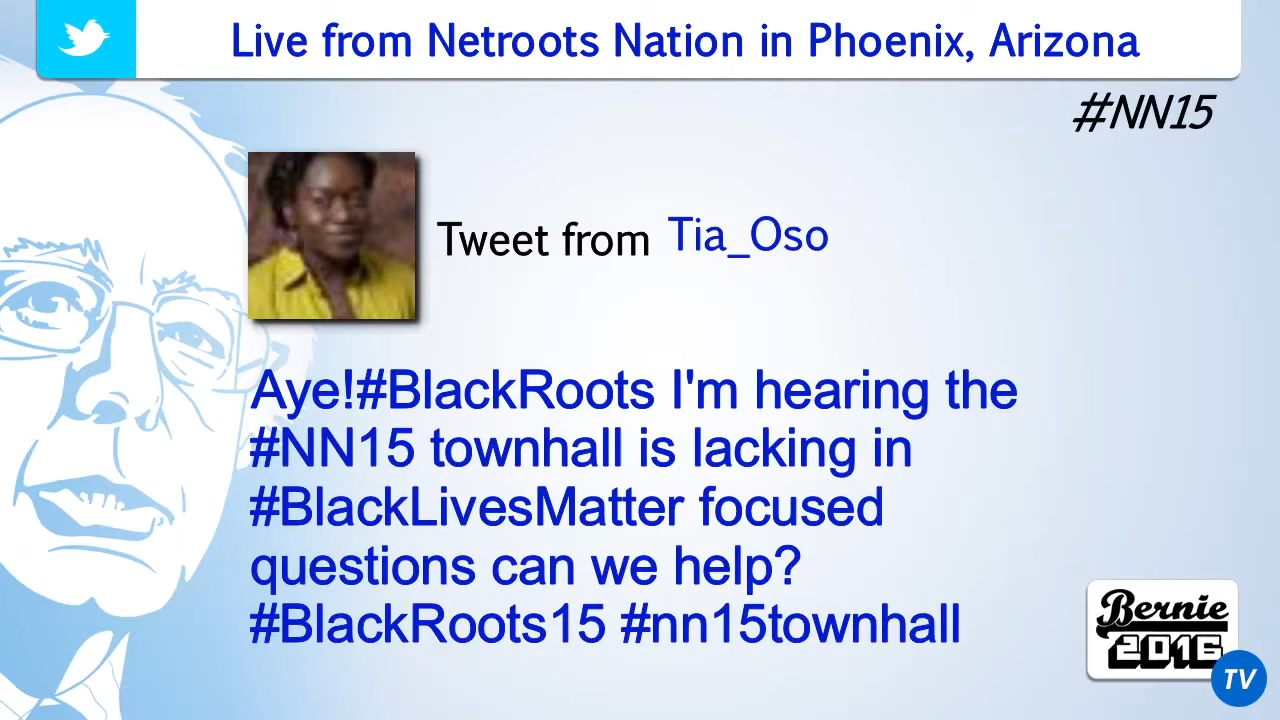 Live from Netroots Nation in Phoenix, Arizona
#NN15
Tweet from Tia_Oso
Aye!#BlackRoots I'm hearing the
#NN15 townhall is lacking in
#BlackLivesMatter focused
questions can we help?
#BlackRoots15 #nn15townhall
Bernie
2016
TV